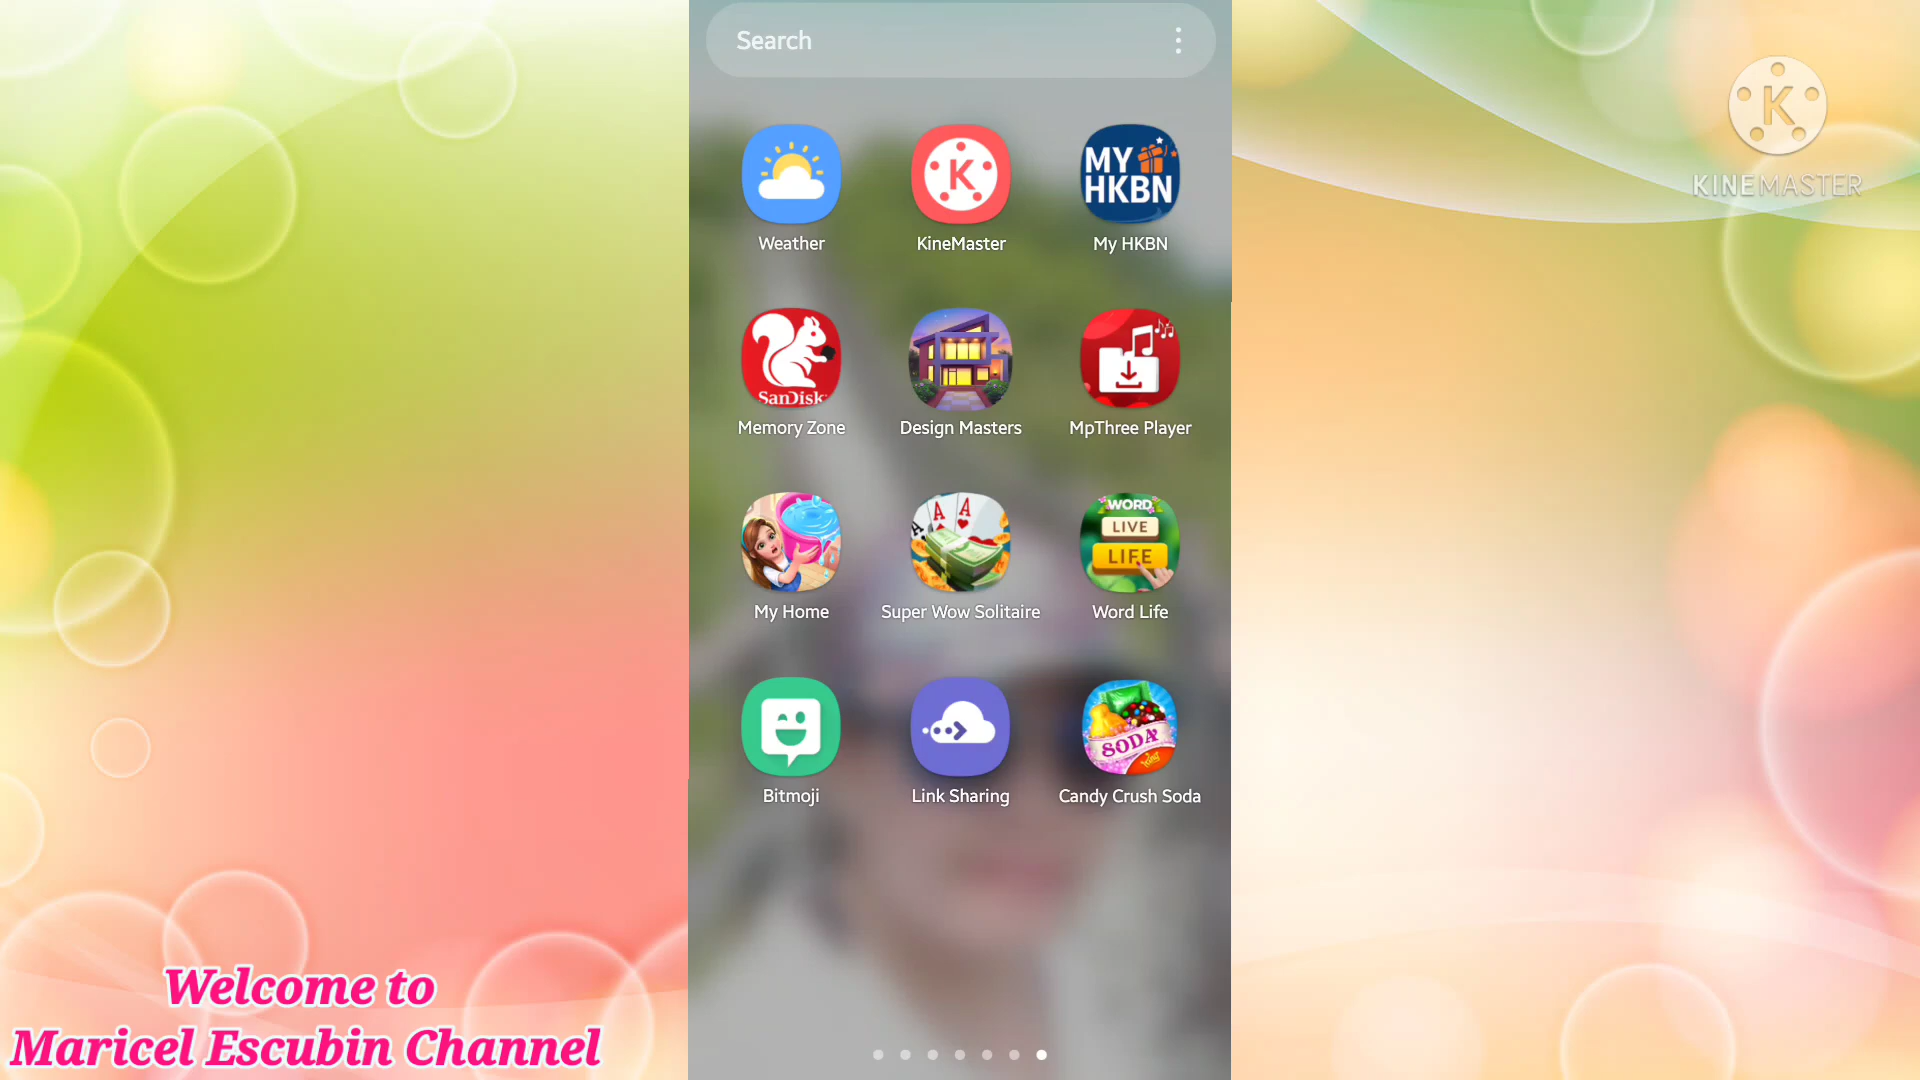 Search
KINEMASTER
K
K
MY
HKBN
Weather
KineMaster
My HKBN
SanDisk
Memory Zone
Design Masters
MpThree Player
A A
A
WORD
LIVE
LIFE
My Home
Super Wow Solitaire
Word Life
SODA
King
Bitmoji
Link Sharing
Candy Crush Soda
Welcome to
Maricel Escubin Channel